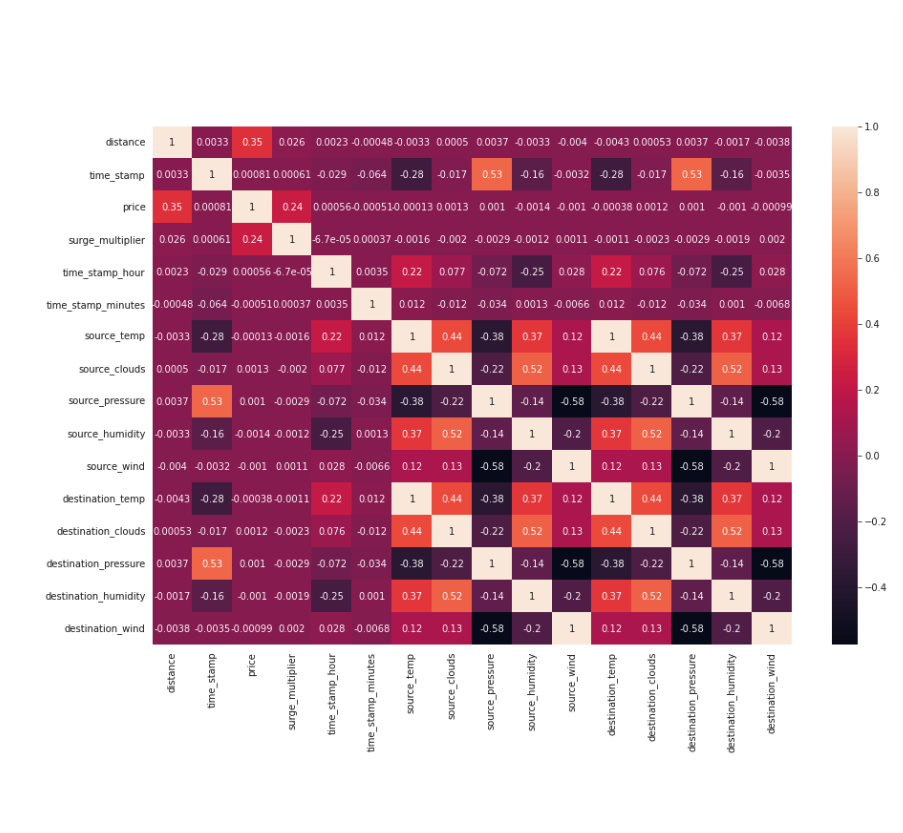 distance 1 0.0033 0.35 0.026 0.0023 -0.00048 -0.0033 0.0005 0.0037 -0.0033 -0.004 -0.0043 0.00053 0.0037 -0.0017 -0.0038
time_stamp 0.0033 1 0.00081 0.00061 -0.029 -0.064 -0.28 -0.017 0.53 -0.16 -0.0032 -0.28 -0.017 0.53 -0.16 -0.0035
price 0.35 0.00081 1 0.24 0.00056 -0.00051 -0.00013 0.0013 0.001 -0.0014 -0.001 -0.00038 0.0012 0.001 -0.001 -0.00099
surge_multiplier 0.026 0.00061 0.24 1 -6.7e-05 0.00037 -0.0016 -0.002 -0.0029 -0.0012 0.0011 -0.0011 -0.0023 -0.0029 -0.0019 0.002
time_stamp_hour 0.0023 -0.029 0.00056 -6.7e-05 1 0.0035 0.22 0.077 -0.072 -0.25 0.028 0.22 0.076 -0.072 -0.25 0.028
time_stamp_minutes -0.00048 -0.064 -0.00051 0.00037 0.0035 1 0.012 -0.012 -0.034 0.0013 -0.0066 0.012 -0.012 -0.034 0.001 -0.0068
source_temp -0.0033 -0.28 -0.00013 -0.0016 0.22 0.012 1 0.44 -0.38 0.37 0.12 1 0.44 -0.38 0.37 0.12
source_clouds 0.0005 -0.017 0.0013 -0.002 0.077 -0.012 0.44 1 -0.22 0.52 0.13 0.44 1 -0.22 0.52 0.13
source_pressure 0.0037 0.53 0.001 -0.0029 -0.072 -0.034 -0.38 -0.22 1 -0.14 -0.58 -0.38 -0.22 1 -0.14 -0.58
source_humidity -0.0033 -0.16 -0.0014 -0.0012 -0.25 0.0013 0.37 0.52 -0.14 1 -0.2 0.37 0.52 -0.14 1 -0.2
source_wind -0.004 -0.0032 -0.001 0.0011 0.028 -0.0066 0.12 0.13 -0.58 -0.2 1 0.12 0.13 -0.58 -0.2 1
destination_temp -0.0043 -0.28 -0.00038 -0.0011 0.22 0.012 1 0.44 -0.38 0.37 0.12 1 0.44 -0.38 0.37 0.12
destination_clouds 0.00053 -0.017 0.0012 -0.0023 0.076 -0.012 0.44 1 -0.22 0.52 0.13 0.44 1 -0.22 0.52 0.13
destination_pressure 0.0037 0.53 0.001 -0.0029 -0.072 -0.034 -0.38 -0.22 1 -0.14 -0.58 -0.38 -0.22 1 -0.14 -0.58
destination_humidity -0.0017 -0.16 -0.001 -0.0019 -0.25 0.001 0.37 0.52 -0.14 1 -0.2 0.37 0.52 -0.14 1 -0.2
destination_wind -0.0038 -0.0035 -0.00099 0.002 0.028 -0.0068 0.12 0.13 -0.58 -0.2 1 0.12 0.13 -0.58 -0.2 1
distance
time_stamp
price
surge_multiplier
time_stamp_hour
time_stamp_minutes
source_temp
source_clouds
source_pressure
source_humidity
source_wind
destination_temp
destination_clouds
destination_pressure
destination_humidity
destination_wind
1.0
0.8
0.6
0.4
0.2
0.0
−0.2
−0.4